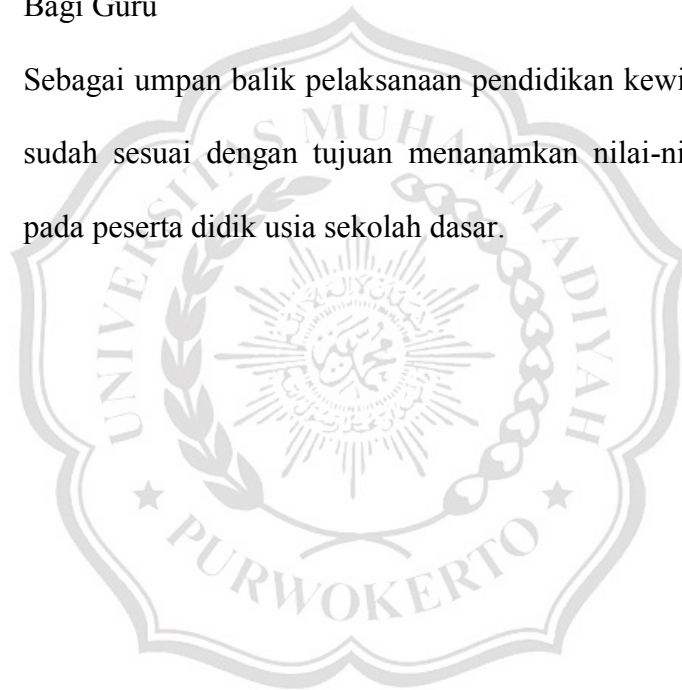 Bagi Guru
Sebagai umpan balik pelaksanaan pendidikan kewi
sudah sesuai dengan tujuan menanamkan nilai-ni
pada peserta didik usia sekolah dasar.
UNIVERSITAS MUHAMMADIYAH
PURWOKERTO